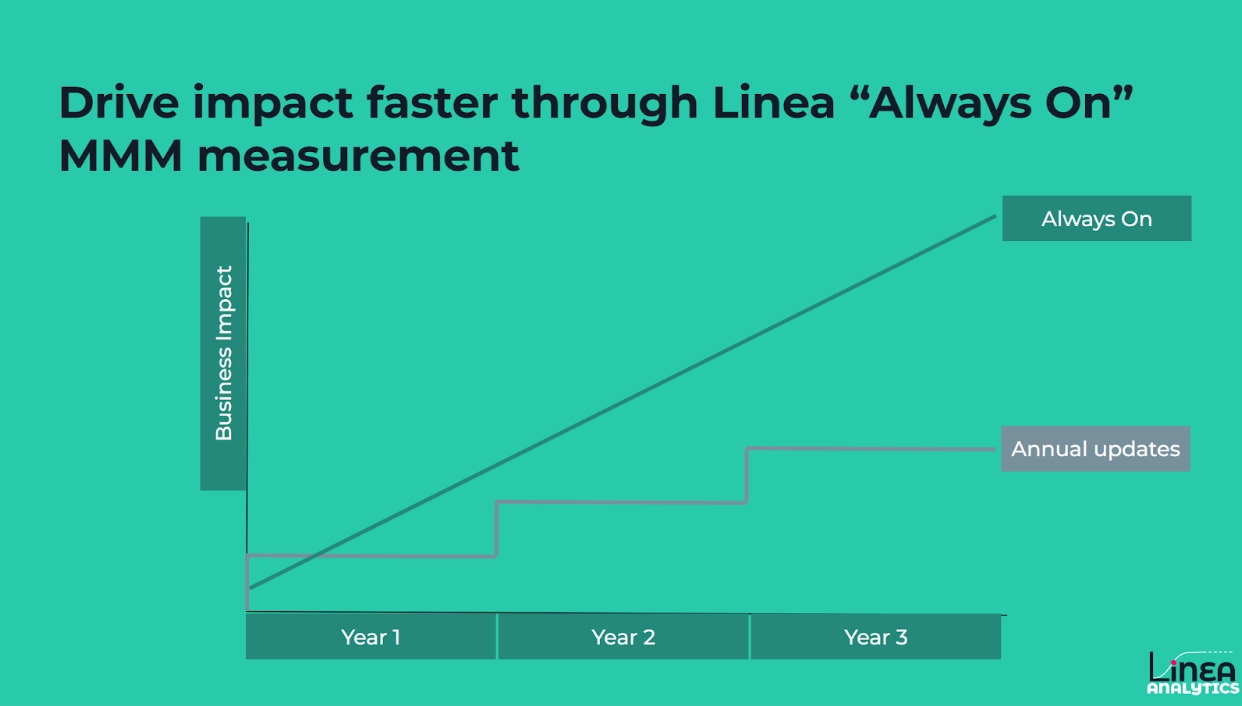 Drive impact faster through Linea “Always On”
MMM measurement
Always On
Business Impact
Annual updates
Year 1
Year 2
Year 3
LinEA
ANALYTICS